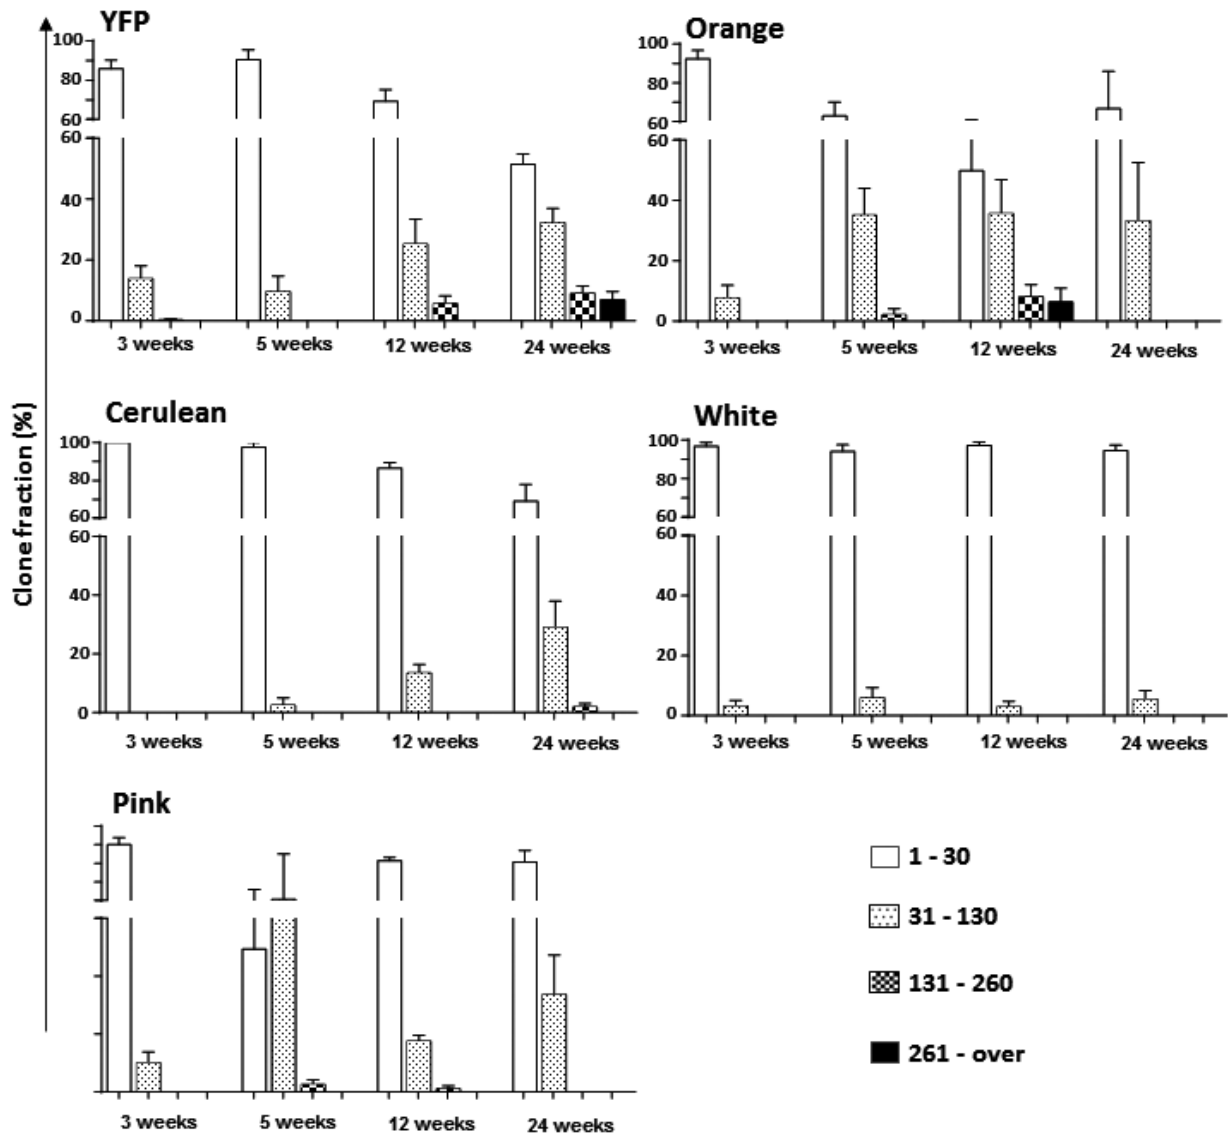 YFP
100
80
60
60
40
20
0
3 weeks
5 weeks
12 weeks
24 weeks
Orange
100
80
60
60
40
20
0
3 weeks
5 weeks
12 weeks
24 weeks
Clone fraction (%)
Cerulean
100
80
60
60
40
20
0
3 weeks
5 weeks
12 weeks
24 weeks
White
100
80
60
60
40
20
0
3 weeks
5 weeks
12 weeks
24 weeks
Pink
3 weeks
5 weeks
12 weeks
24 weeks
1 - 30
31 - 130
131 - 260
261 - over